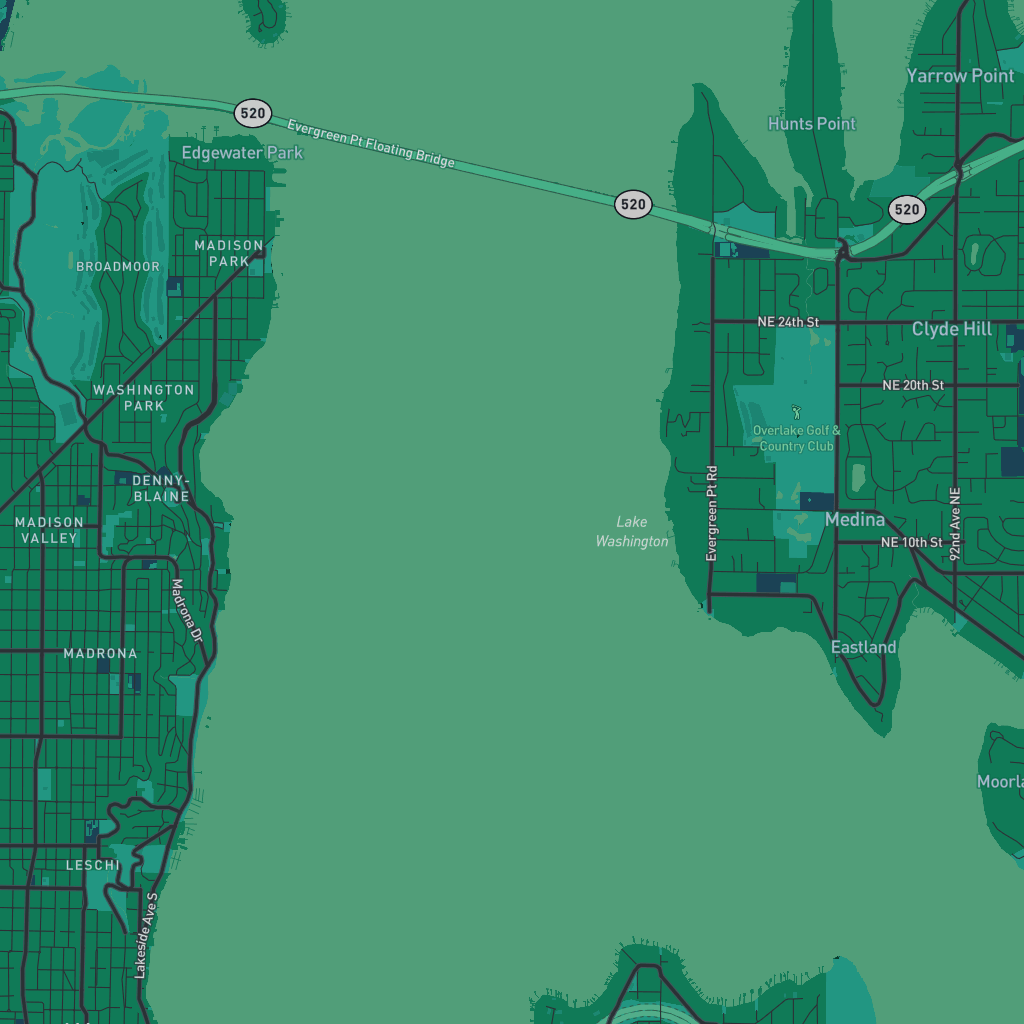 Yarrow Point
520
Hunts Point
Evergreen Pt Floating Bridge
Edgewater Park
520
520
MADISON
PARK
BROADMOOR
NE 24th St
Clyde Hill
NE 20th St
WASHINGTON
PARK
Overlake Golf &
Country Club
DENNY-
BLAINE
MADISON
VALLEY
Lake
Washington
Evergreen Pt Rd
Medina
92nd Ave NE
NE 10th St
Madrona Dr
MADRONA
Eastland
Moorla
LESCHI
Lakeside Ave S